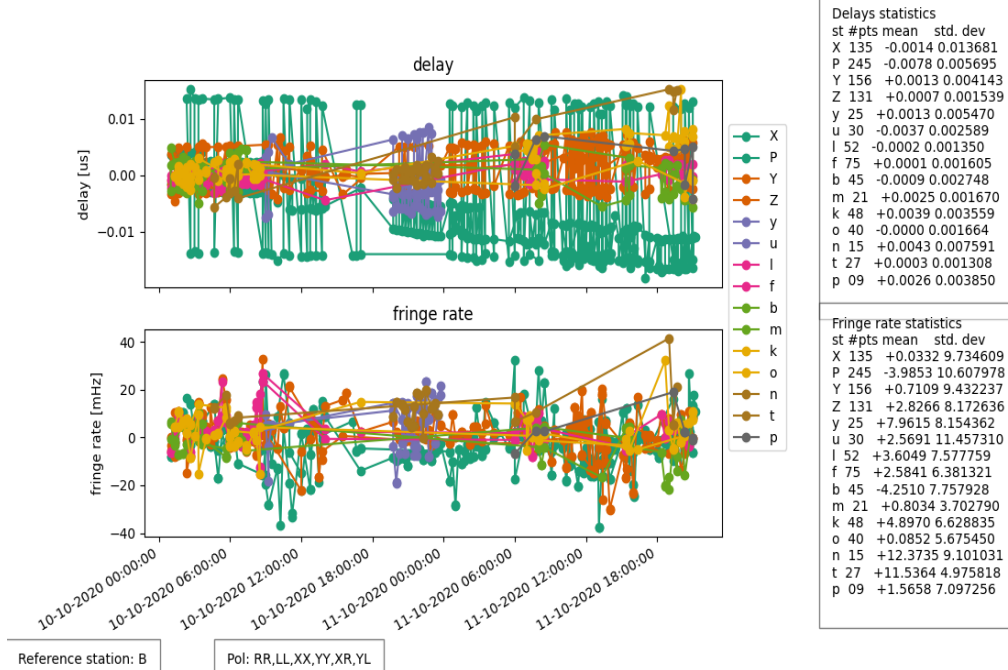 delay
0.01
0.00
−0.01
delay [us]
fringe rate
40
20
0
−20
−40
fringe rate [mHz]
10-10-2020 00:00:00
10-10-2020 06:00:00
10-10-2020 12:00:00
10-10-2020 18:00:00
11-10-2020 00:00:00
11-10-2020 06:00:00
11-10-2020 12:00:00
11-10-2020 18:00:00
X
P
Y
Z
y
u
l
f
b
m
k
o
n
t
p
Delays statistics
st #pts mean std. dev
X 135 -0.0014 0.013681
P 245 -0.0078 0.005695
Y 156 +0.0013 0.004143
Z 131 +0.0007 0.001539
y 25 +0.0013 0.005470
u 30 -0.0037 0.002589
l 52 -0.0002 0.001350
f 75 +0.0001 0.001605
b 45 -0.0009 0.002748
m 21 +0.0025 0.001670
k 48 +0.0039 0.003559
o 40 -0.0000 0.001664
n 15 +0.0043 0.007591
t 27 +0.0003 0.001308
p 09 +0.0026 0.003850
Fringe rate statistics
st #pts mean std. dev
X 135 +0.0332 9.734609
P 245 -3.9853 10.607978
Y 156 +0.7109 9.432237
Z 131 +2.8266 8.172636
y 25 +7.9615 8.154362
u 30 +2.5691 11.457310
l 52 +3.6049 7.577759
f 75 +2.5841 6.381321
b 45 -4.2510 7.757928
m 21 +0.8034 3.702790
k 48 +4.8970 6.628835
o 40 +0.0852 5.675450
n 15 +12.3735 9.101031
t 27 +11.5364 4.975818
p 09 +1.5658 7.097256
Reference station: B
Pol: RR,LL,XX,YY,XR,YL